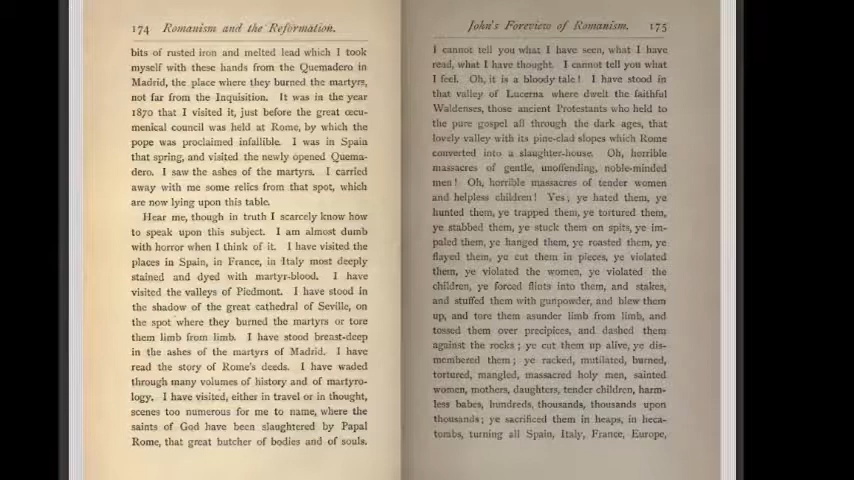 174 Romanism and the Reformation.
bits of rusted iron and melted lead which I took
myself with these hands from the Quemadero in
Madrid, the place where they burned the martyrs,
not far from the Inquisition. It was in the year
1870 that I visited it, just before the great œcu-
menical council was held at Rome, by which the
pope was proclaimed infallible. I was in Spain
that spring, and visited the newly opened Quema-
dero. I saw the ashes of the martyrs. I carried
away with me some relics from that spot, which
are now lying upon this table.
Hear me, though in truth I scarcely know how
to speak upon this subject. I am almost dumb
with horror when I think of it. I have visited the
places in Spain, in France, in Italy most deeply
stained and dyed with martyr-blood. I have
visited the valleys of Piedmont. I have stood in
the shadow of the great cathedral of Seville, on
the spot where they burned the martyrs or tore
them limb from limb. I have stood breast-deep
in the ashes of the martyrs of Madrid. I have
read the story of Rome's deeds. I have waded
through many volumes of history and of martyro-
logy. I have visited, either in travel or in thought,
scenes too numerous for me to name, where the
saints of God have been slaughtered by Papal
Rome, that great butcher of bodies and of souls.
John's Foreview of Romanism. 175
I cannot tell you what I have seen, what I have
read, what I have thought. I cannot tell you what
I feel. Oh, it is a bloody tale! I have stood in
that valley of Lucerna where dwelt the faithful
Waldenses, those ancient Protestants who held to
the pure gospel all through the dark ages, that
lovely valley with its pine-clad slopes which Rome
converted into a slaughter-house. Oh, horrible
massacres of gentle, unoffending, noble-minded
men! Oh, horrible massacres of tender women
and helpless children! Yes; ye hated them, ye
hunted them, ye trapped them, ye tortured them,
ye stabbed them, ye stuck them on spits, ye im-
paled them, ye hanged them, ye roasted them, ye
flayed them, ye cut them in pieces, ye violated
them, ye violated the women, ye violated the
children, ye forced flints into them, and stakes,
and stuffed them with gunpowder, and blew them
up, and tore them asunder limb from limb, and
tossed them over precipices, and dashed them
against the rocks; ye cut them up alive, ye dis-
membered them; ye racked, mutilated, burned,
tortured, mangled, massacred holy men, sainted
women, mothers, daughters, tender children, harm-
less babes, hundreds, thousands, thousands upon
thousands; ye sacrificed them in heaps, in heca-
tombs, turning all Spain, Italy, France, Europe,